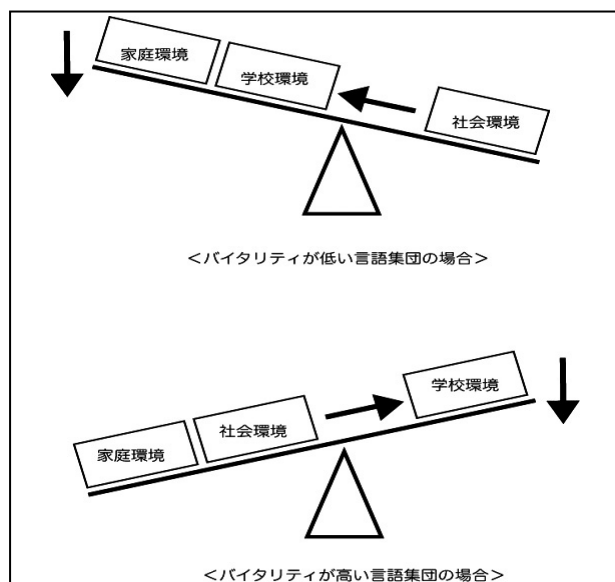 家庭環境
学校環境
社会環境
＜バイタリティが低い言語集団の場合＞
学校環境
社会環境
家庭環境
＜バイタリティが高い言語集団の場合＞